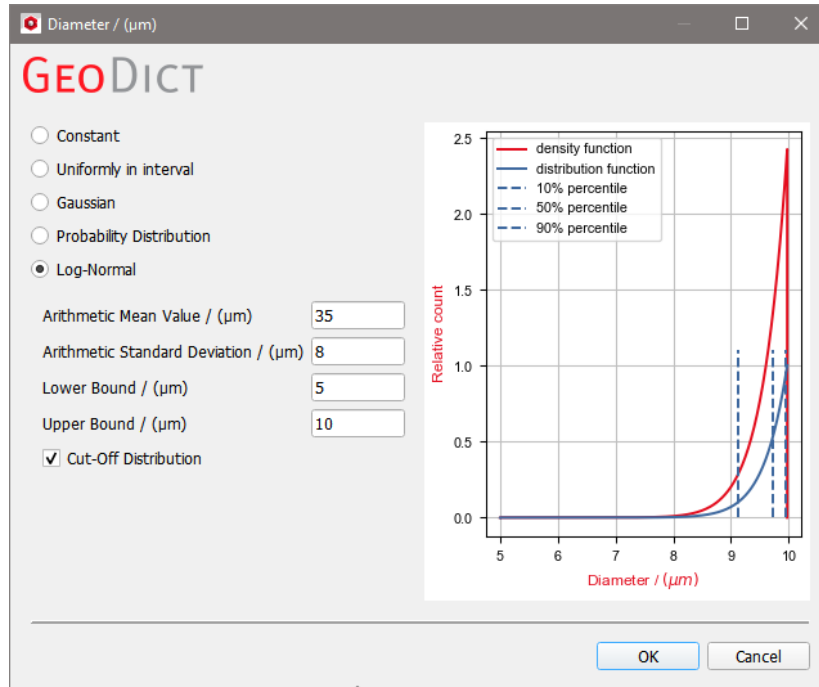 Diameter / (µm)
GEODICT
Constant
Uniformly in interval
Gaussian
Probability Distribution
Log-Normal
Arithmetic Mean Value / (µm) 35
Arithmetic Standard Deviation / (µm) 8
Lower Bound / (µm) 5
Upper Bound / (µm) 10
Cut-Off Distribution
density function
distribution function
10% percentile
50% percentile
90% percentile
Relative count
2.5
2.0
1.5
1.0
0.5
0.0
5 6 7 8 9 10
Diameter / (µm)
OK Cancel